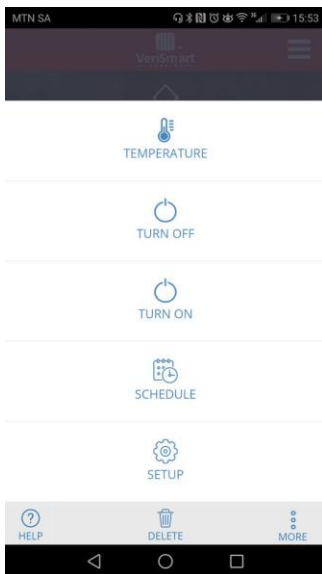 MTN SA 15:53
VeriSmart
TEMPERATURE
TURN OFF
TURN ON
SCHEDULE
SETUP
HELP DELETE MORE